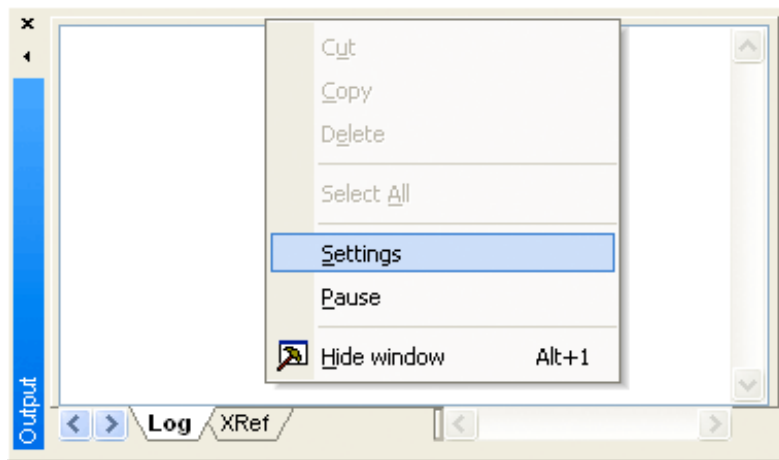 Cut
Copy
Delete
Select All
Settings
Pause
Hide window Alt+1
Output
Log XRef